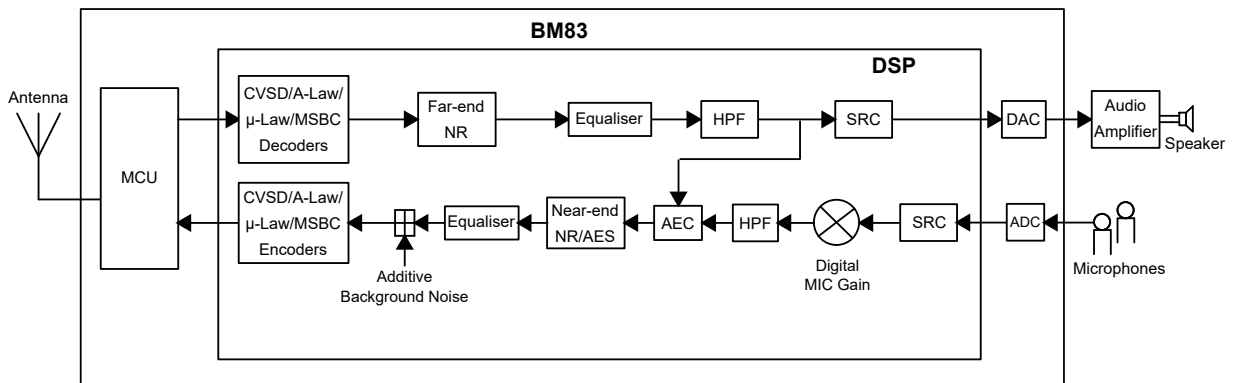 BM83
DSP
Antenna
MCU
CVSD/A-Law/
μ-Law/MSBC
Decoders
Far-end
NR
Equaliser
HPF
SRC
DAC
Audio
Amplifier
Speaker
CVSD/A-Law/
μ-Law/MSBC
Encoders
Additive
Background Noise
Equaliser
Near-end
NR/AES
AEC
HPF
Digital
MIC Gain
SRC
ADC
Microphones